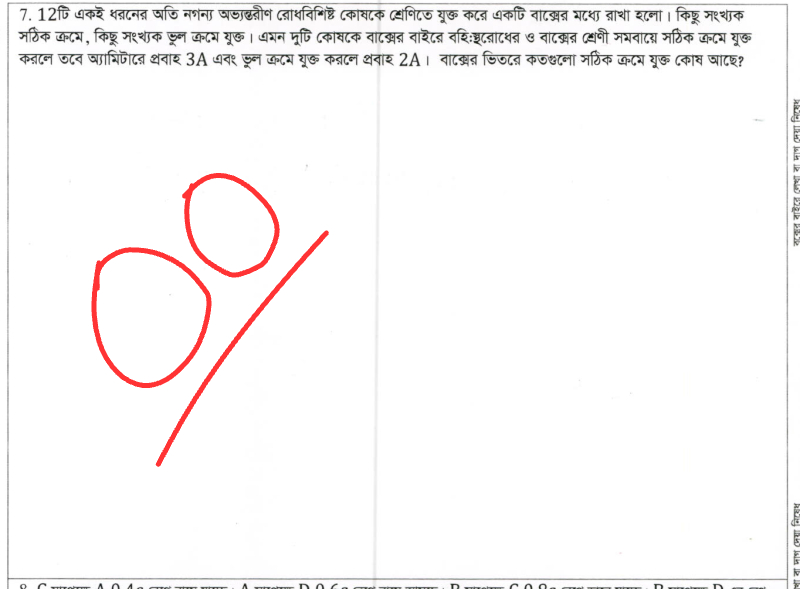 7. 12টি একই ধরনের অতি নগন্য অভ্যন্তরীণ রোধবিশিষ্ট কোষকে শ্রেণিতে যুক্ত করে একটি বাক্সের মধ্যে রাখা হলো। কিছু সংখ্যক
সঠিক ক্রমে, কিছু সংখ্যক ভুল ক্রমে যুক্ত। এমন দুটি কোষকে বাক্সের বাইরে বহিঃস্থরোধের ও বাক্সের শ্রেণী সমবায়ে সঠিক ক্রমে যুক্ত
করলে তবে অ্যামিটারে প্রবাহ 3A এবং ভুল ক্রমে যুক্ত করলে প্রবাহ 2A। বাক্সের ভিতরে কতগুলো সঠিক ক্রমে যুক্ত কোষ আছে?
বক্সের বাইরে লেখা বা দাগ দেয়া নিষেধ